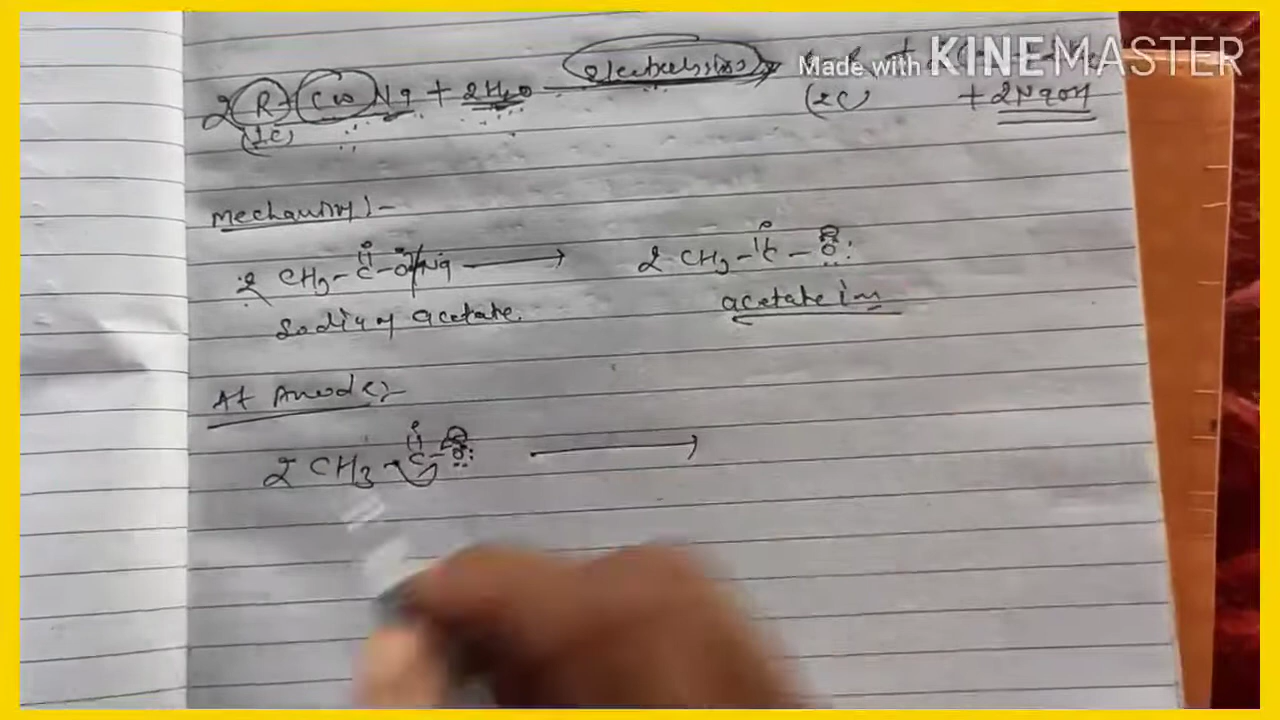 2 R-COONa + 2H2O electrolysis →
Made with KINEMASTER
(1C) (2C) + 2NaOH
Mechanism :-
2 CH3-C-ONa → 2 CH3-C-O:
O O
Sodium acetate. acetate ion
At Anode :-
O
2 CH3-C-O: →